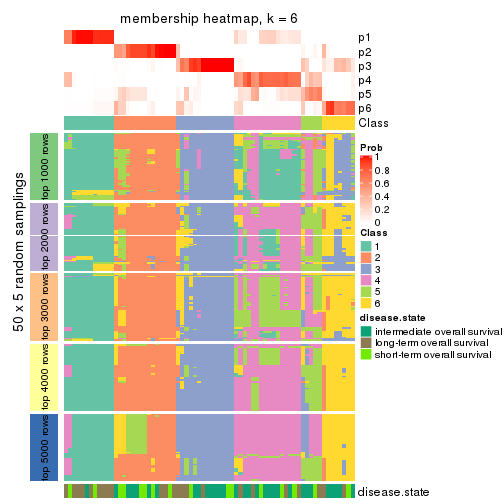 membership heatmap, k = 6
p1
p2
p3
p4
p5
p6
Class
50 x 5 random samplings
top 1000 rows
top 2000 rows
top 3000 rows
top 4000 rows
top 5000 rows
Prob
1
0.8
0.6
0.4
0.2
0
Class
1
2
3
4
5
6
disease.state
intermediate overall survival
long-term overall survival
short-term overall survival
disease.state